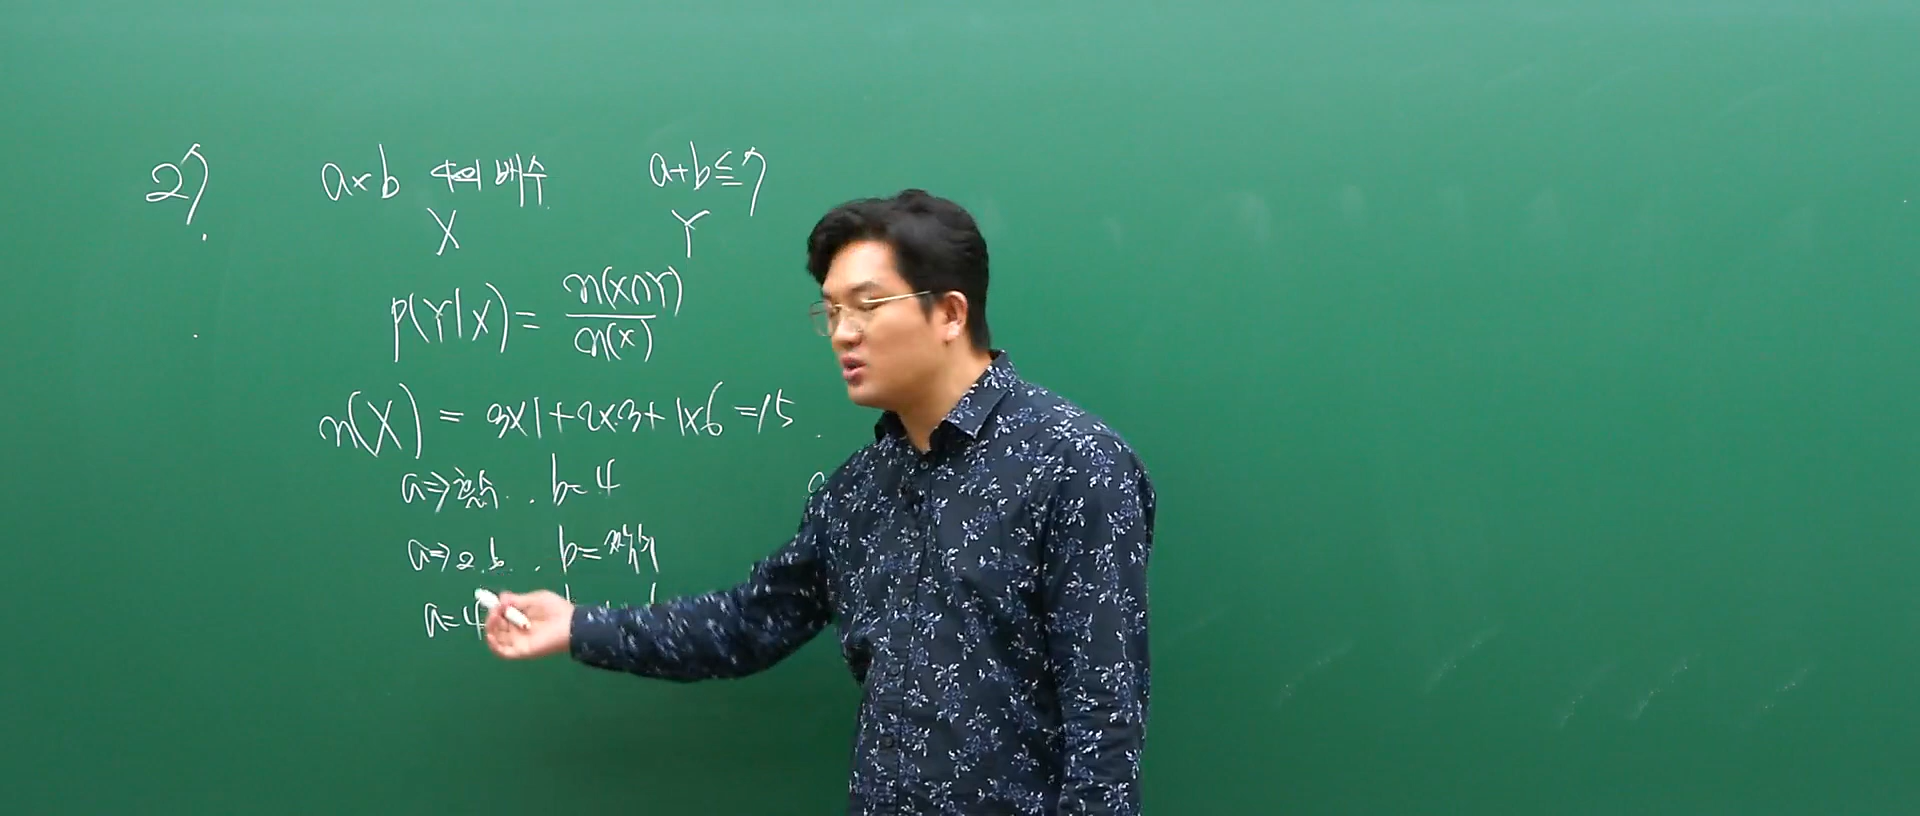 27.
a×b 4의 배수 a+b≤7
X Y
P(Y|X) = n(X∩Y) / n(X)
n(X) = 3×1+2×3+1×6=15.
a⇒홀수.. b=4
a⇒2.6.. b=짝수
a=4